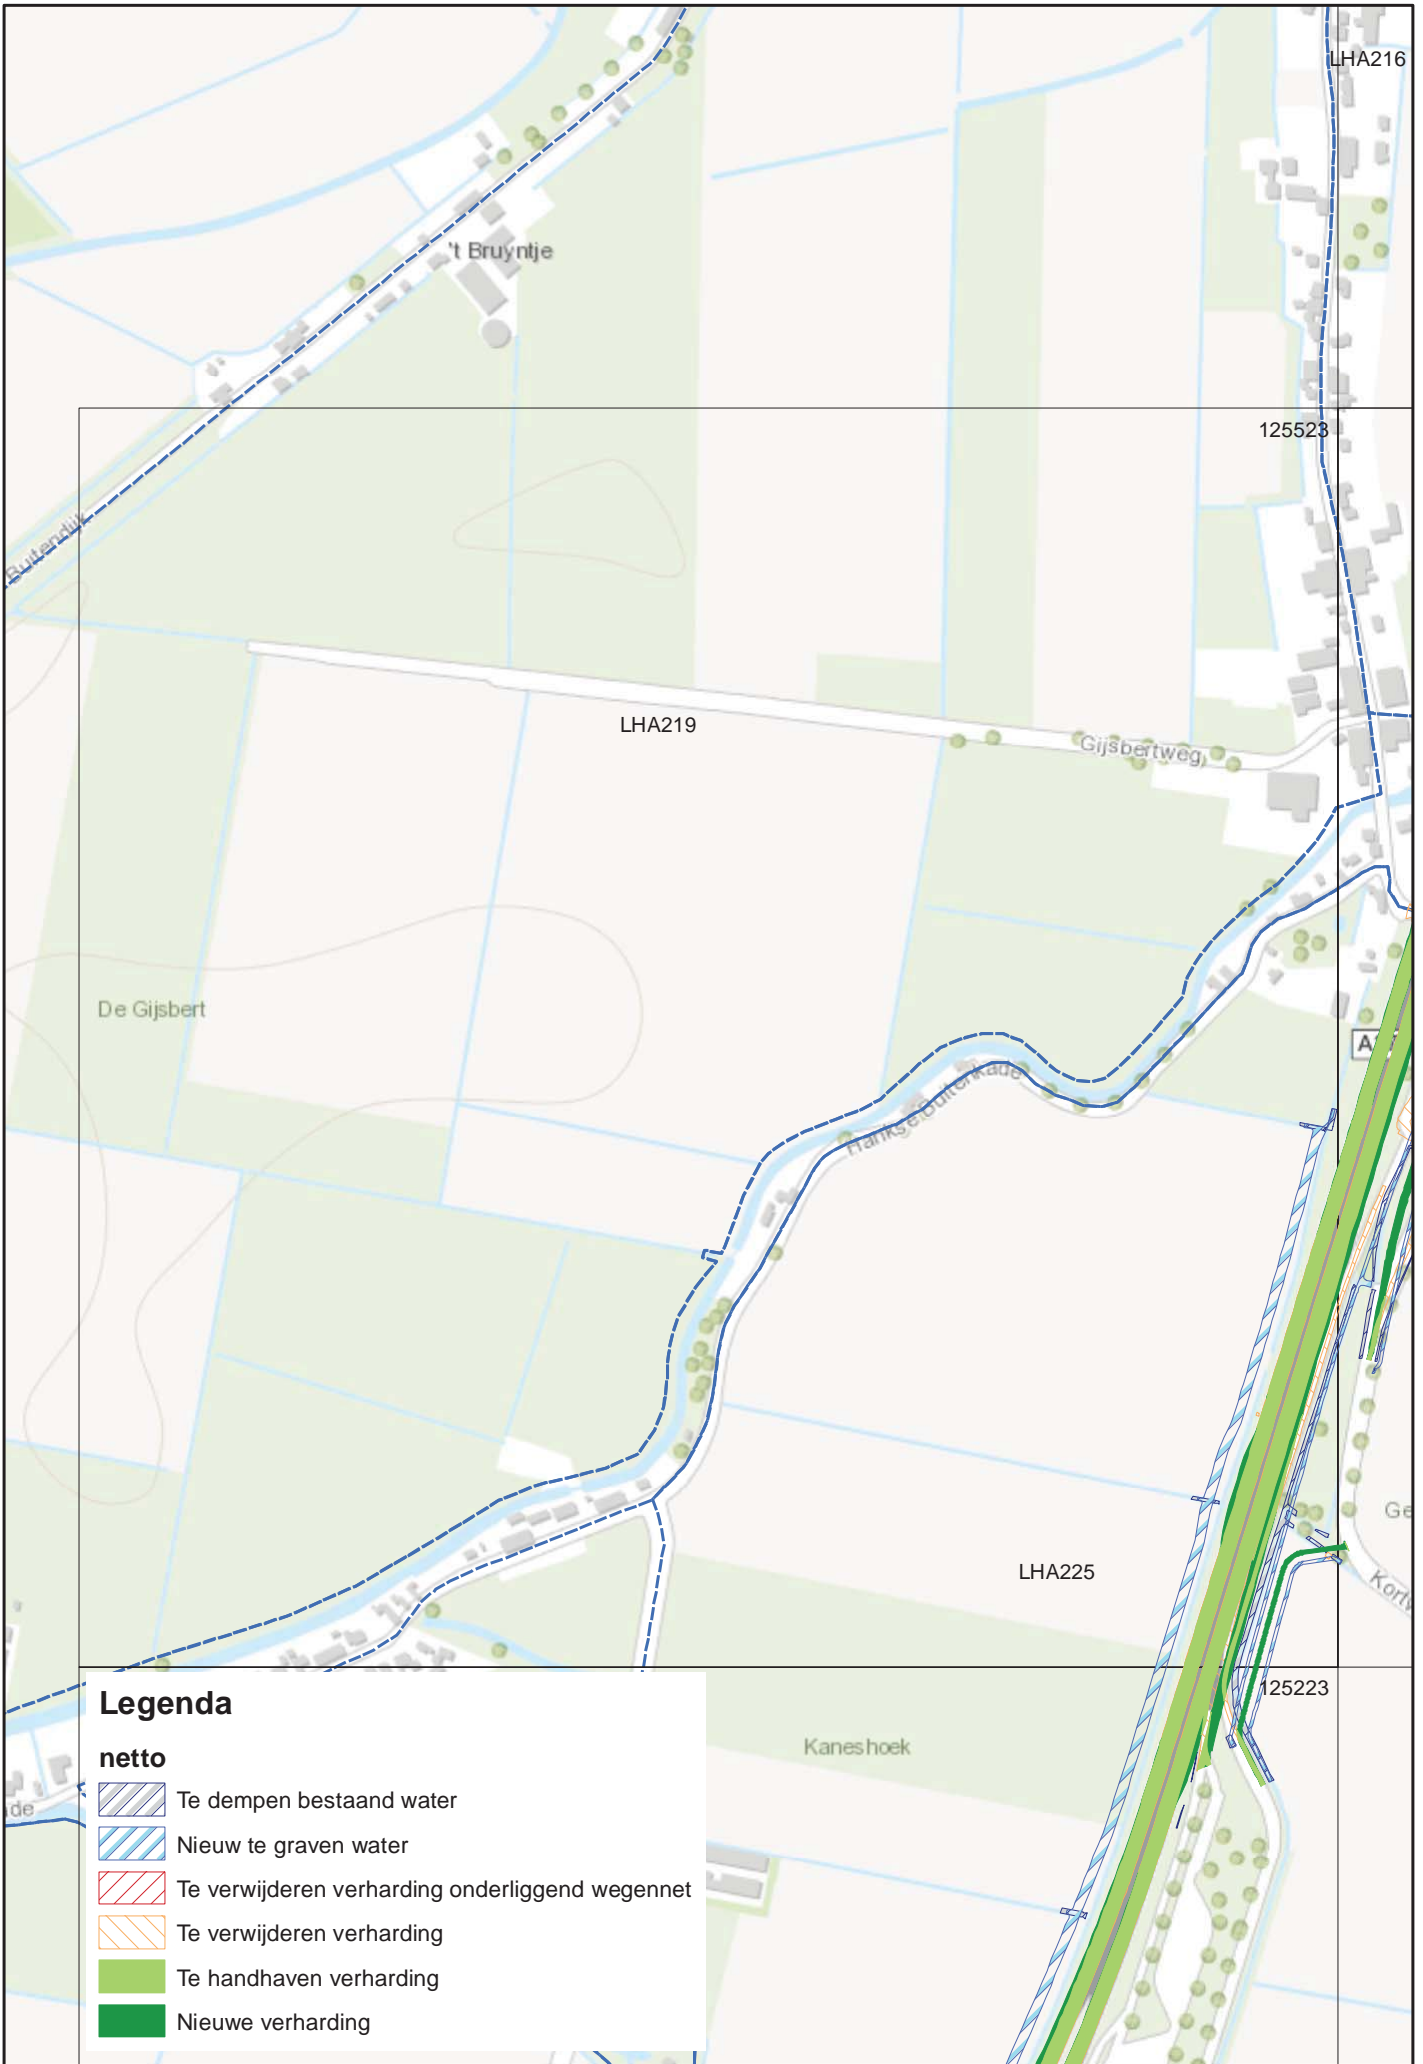 LHA216
't Bruyntje
125523
Buitendijk
LHA219
Gijsbertweg
De Gijsbert
Hankse Buitenkade
LHA225
125223
Kaneshoek
Legenda
netto
Te dempen bestaand water
Nieuw te graven water
Te verwijderen verharding onderliggend wegennet
Te verwijderen verharding
Te handhaven verharding
Nieuwe verharding